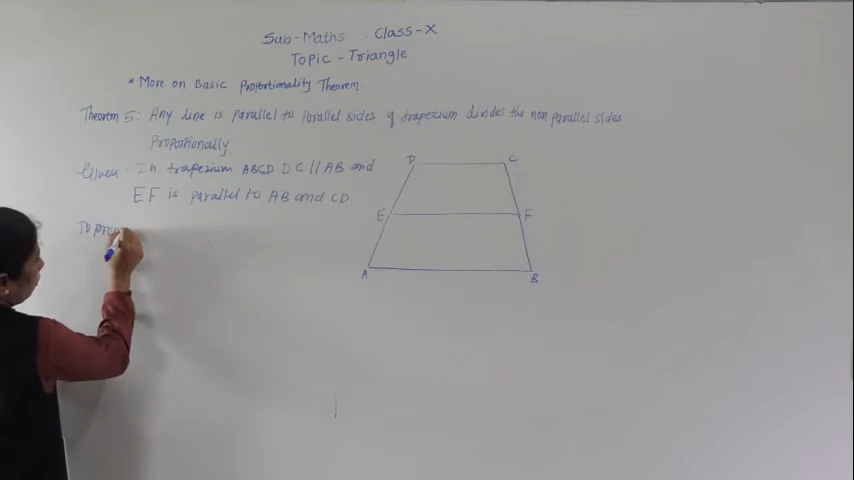 Sub-Maths . Class-X
Topic - Triangle
* More on Basic Proportionality Theorem.
Theorem 5: Any line is parallel to parallel sides of trapezium divides the non parallel sides
Proportionally
Given - In trapezium ABCD DC || AB and
EF is parallel to AB and CD
To prov
D C
E F
A B